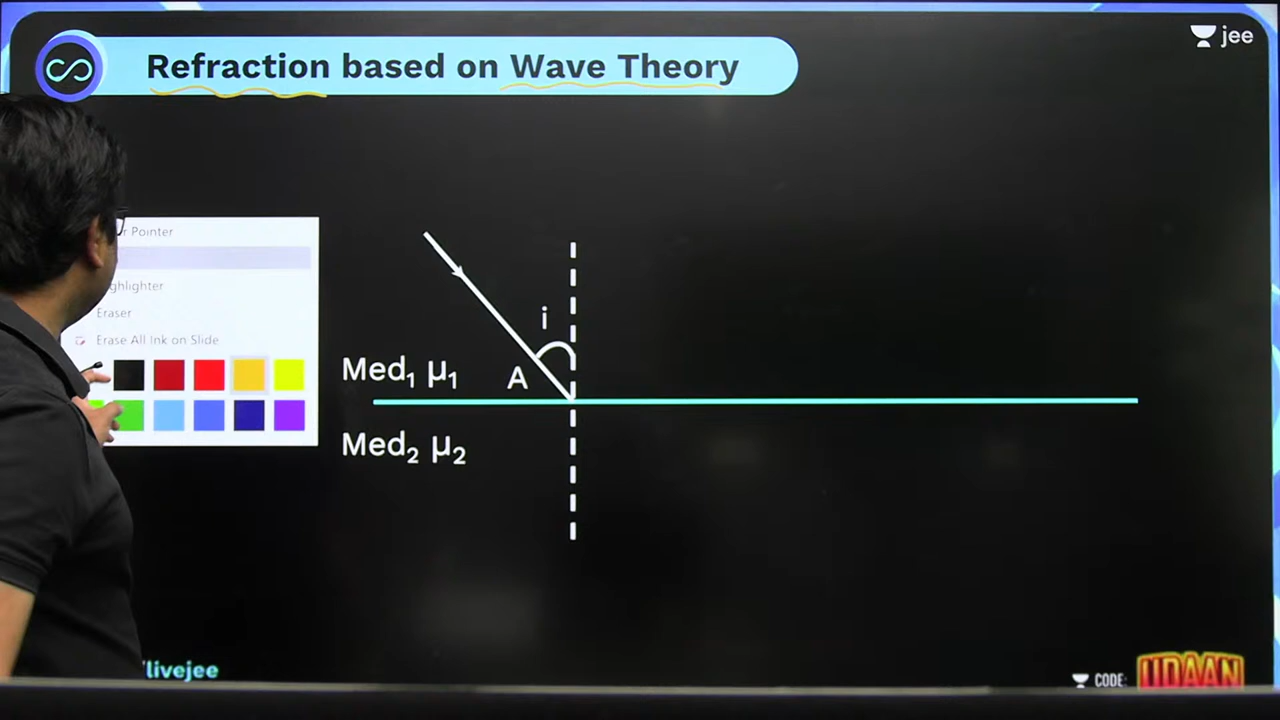 jee
Refraction based on Wave Theory
r Pointer
ghlighter
Eraser
Erase All Ink on Slide
i
Med₁ μ₁
A
Med₂ μ₂
/livejee
CODE:
UDAAN